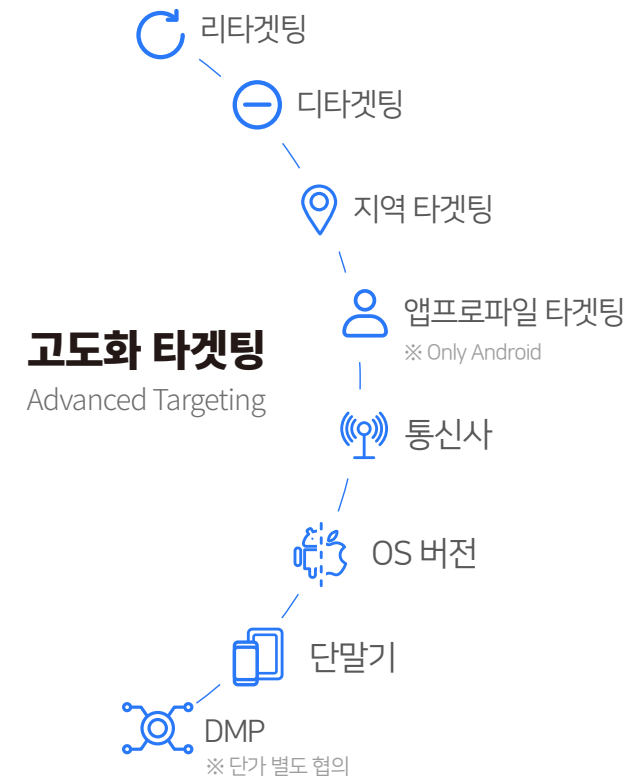 리타겟팅
디타겟팅
지역 타겟팅
앱프로파일 타겟팅
※ Only Android
고도화 타겟팅
Advanced Targeting
통신사
OS 버전
단말기
DMP
※ 단가 별도 협의